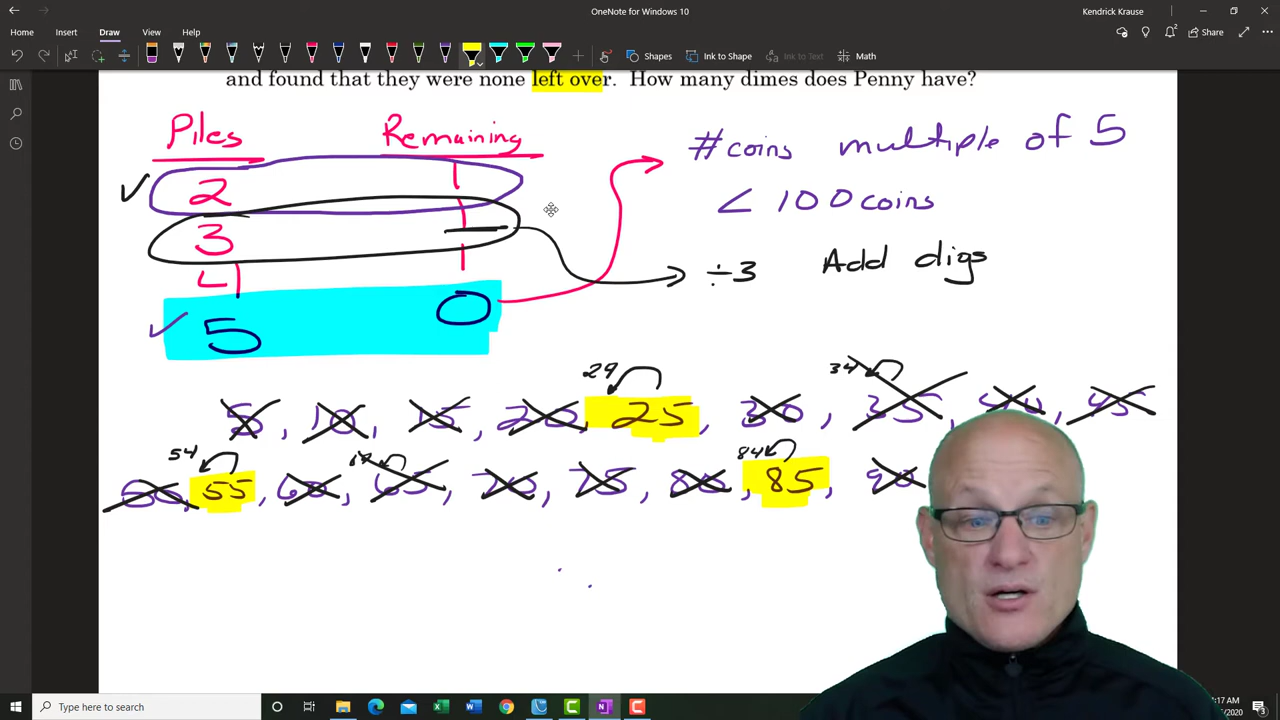 OneNote for Windows 10
Kendrick Krause
Home Insert Draw View Help
Share
Shapes Ink to Shape Ink to Text Math
and found that they were none left over. How many dimes does Penny have?
Piles Remaining
#coins multiple of 5
2 1
< 100 coins
3 1
÷3 Add digs
4 1
5 0
29 34
5, 10, 15, 20, 25, 30, 35, 40, 45
54 84
50, 55, 60, 65, 70, 75, 80, 85, 90
Type here to search